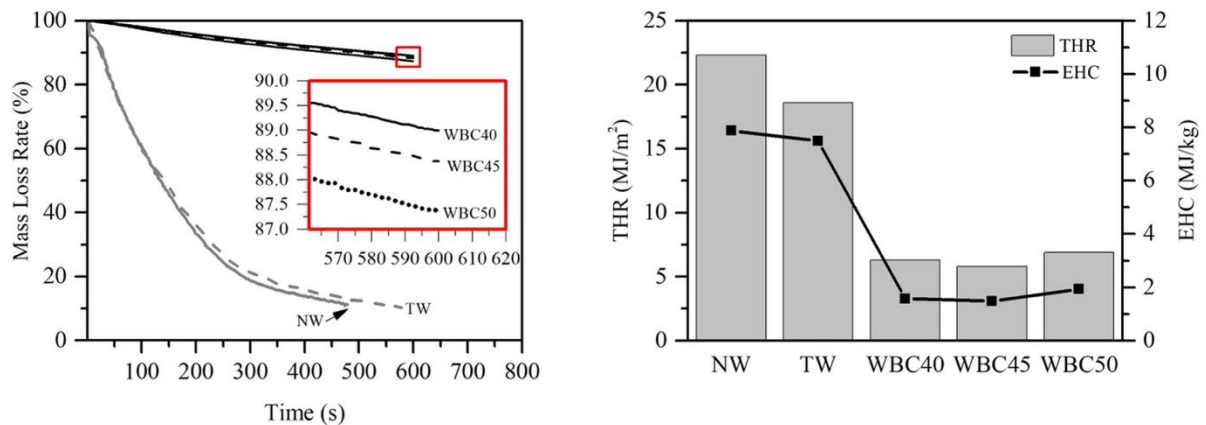 100
80
60
40
20
0
Mass Loss Rate (%)
100 200 300 400 500 600 700 800
Time (s)
NW
TW
90.0
89.5
89.0
88.5
88.0
87.5
87.0
570 580 590 600 610 620
WBC40
WBC45
WBC50
25
20
15
10
5
0
THR (MJ/m²)
NW TW WBC40 WBC45 WBC50
THR
EHC
12
10
8
6
4
2
0
EHC (MJ/kg)